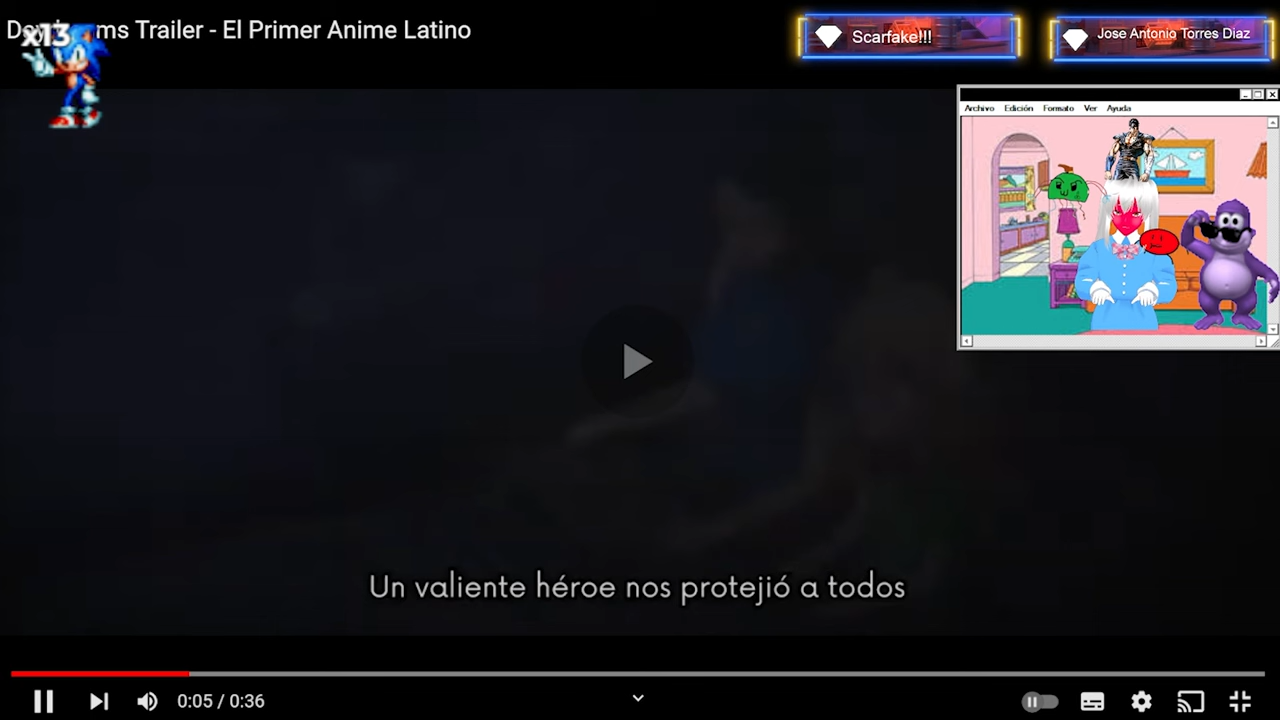 ms Trailer - El Primer Anime Latino
x13
Scarfake!!!
Jose Antonio Torres Diaz
Archivo Edición Formato Ver Ayuda
Un valiente héroe nos protejió a todos
0:05 / 0:36